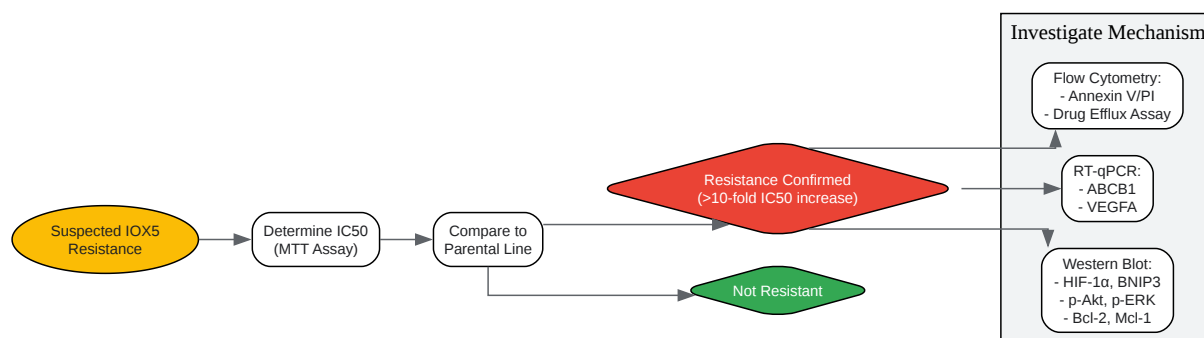 Suspected IOX5
Resistance
Determine IC50
(MTT Assay)
Compare to
Parental Line
Resistance Confirmed
(>10-fold IC50 increase)
Not Resistant
Investigate Mechanism
Flow Cytometry:
- Annexin V/PI
- Drug Efflux Assay
RT-qPCR:
- ABCB1
- VEGFA
Western Blot:
- HIF-1α, BNIP3
- p-Akt, p-ERK
- Bcl-2, Mcl-1